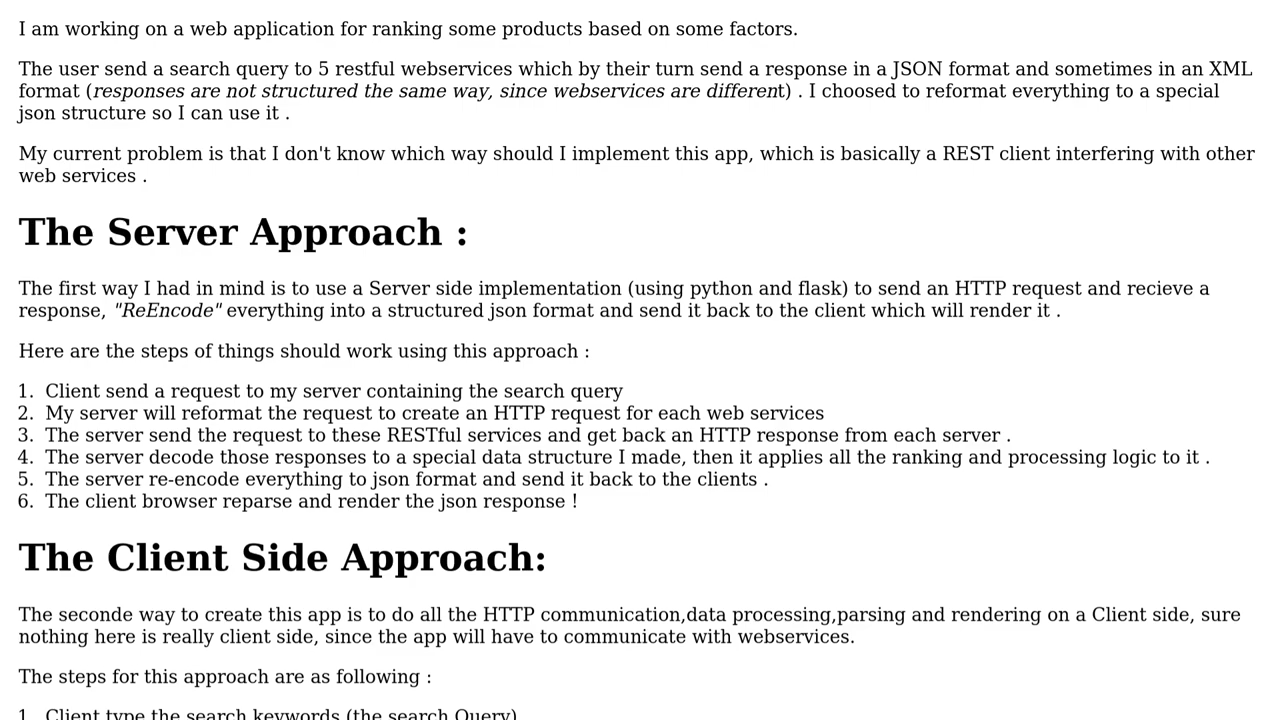 I am working on a web application for ranking some products based on some factors.
The user send a search query to 5 restful webservices which by their turn send a response in a JSON format and sometimes in an XML
format (responses are not structured the same way, since webservices are different) . I choosed to reformat everything to a special
json structure so I can use it .
My current problem is that I don't know which way should I implement this app, which is basically a REST client interfering with other
web services .
The Server Approach :
The first way I had in mind is to use a Server side implementation (using python and flask) to send an HTTP request and recieve a
response, "ReEncode" everything into a structured json format and send it back to the client which will render it .
Here are the steps of things should work using this approach :
1. Client send a request to my server containing the search query
2. My server will reformat the request to create an HTTP request for each web services
3. The server send the request to these RESTful services and get back an HTTP response from each server .
4. The server decode those responses to a special data structure I made, then it applies all the ranking and processing logic to it .
5. The server re-encode everything to json format and send it back to the clients .
6. The client browser reparse and render the json response !
The Client Side Approach:
The seconde way to create this app is to do all the HTTP communication,data processing,parsing and rendering on a Client side, sure
nothing here is really client side, since the app will have to communicate with webservices.
The steps for this approach are as following :
1. Client type the search keywords (the search Query)